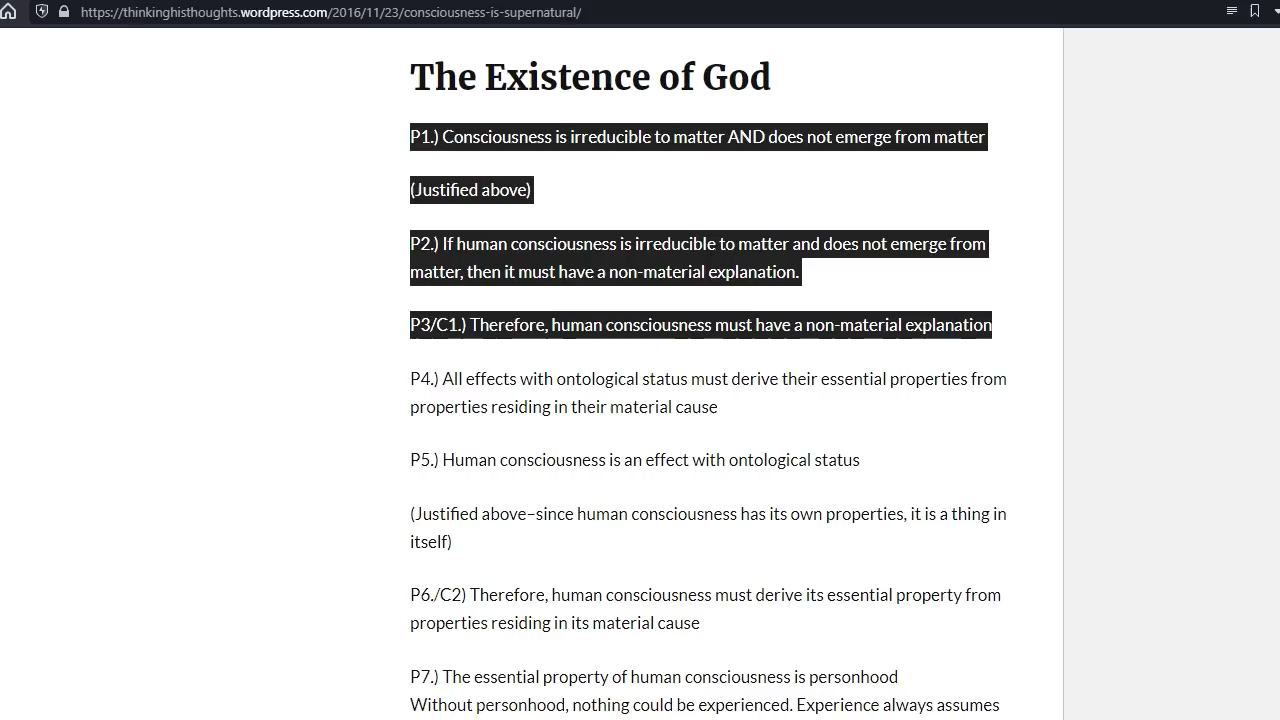 https://thinkinghisthoughts.wordpress.com/2016/11/23/consciousness-is-supernatural/
The Existence of God
P1.) Consciousness is irreducible to matter AND does not emerge from matter
(Justified above)
P2.) If human consciousness is irreducible to matter and does not emerge from
matter, then it must have a non-material explanation.
P3/C1.) Therefore, human consciousness must have a non-material explanation
P4.) All effects with ontological status must derive their essential properties from
properties residing in their material cause
P5.) Human consciousness is an effect with ontological status
(Justified above–since human consciousness has its own properties, it is a thing in
itself)
P6./C2) Therefore, human consciousness must derive its essential property from
properties residing in its material cause
P7.) The essential property of human consciousness is personhood
Without personhood, nothing could be experienced. Experience always assumes